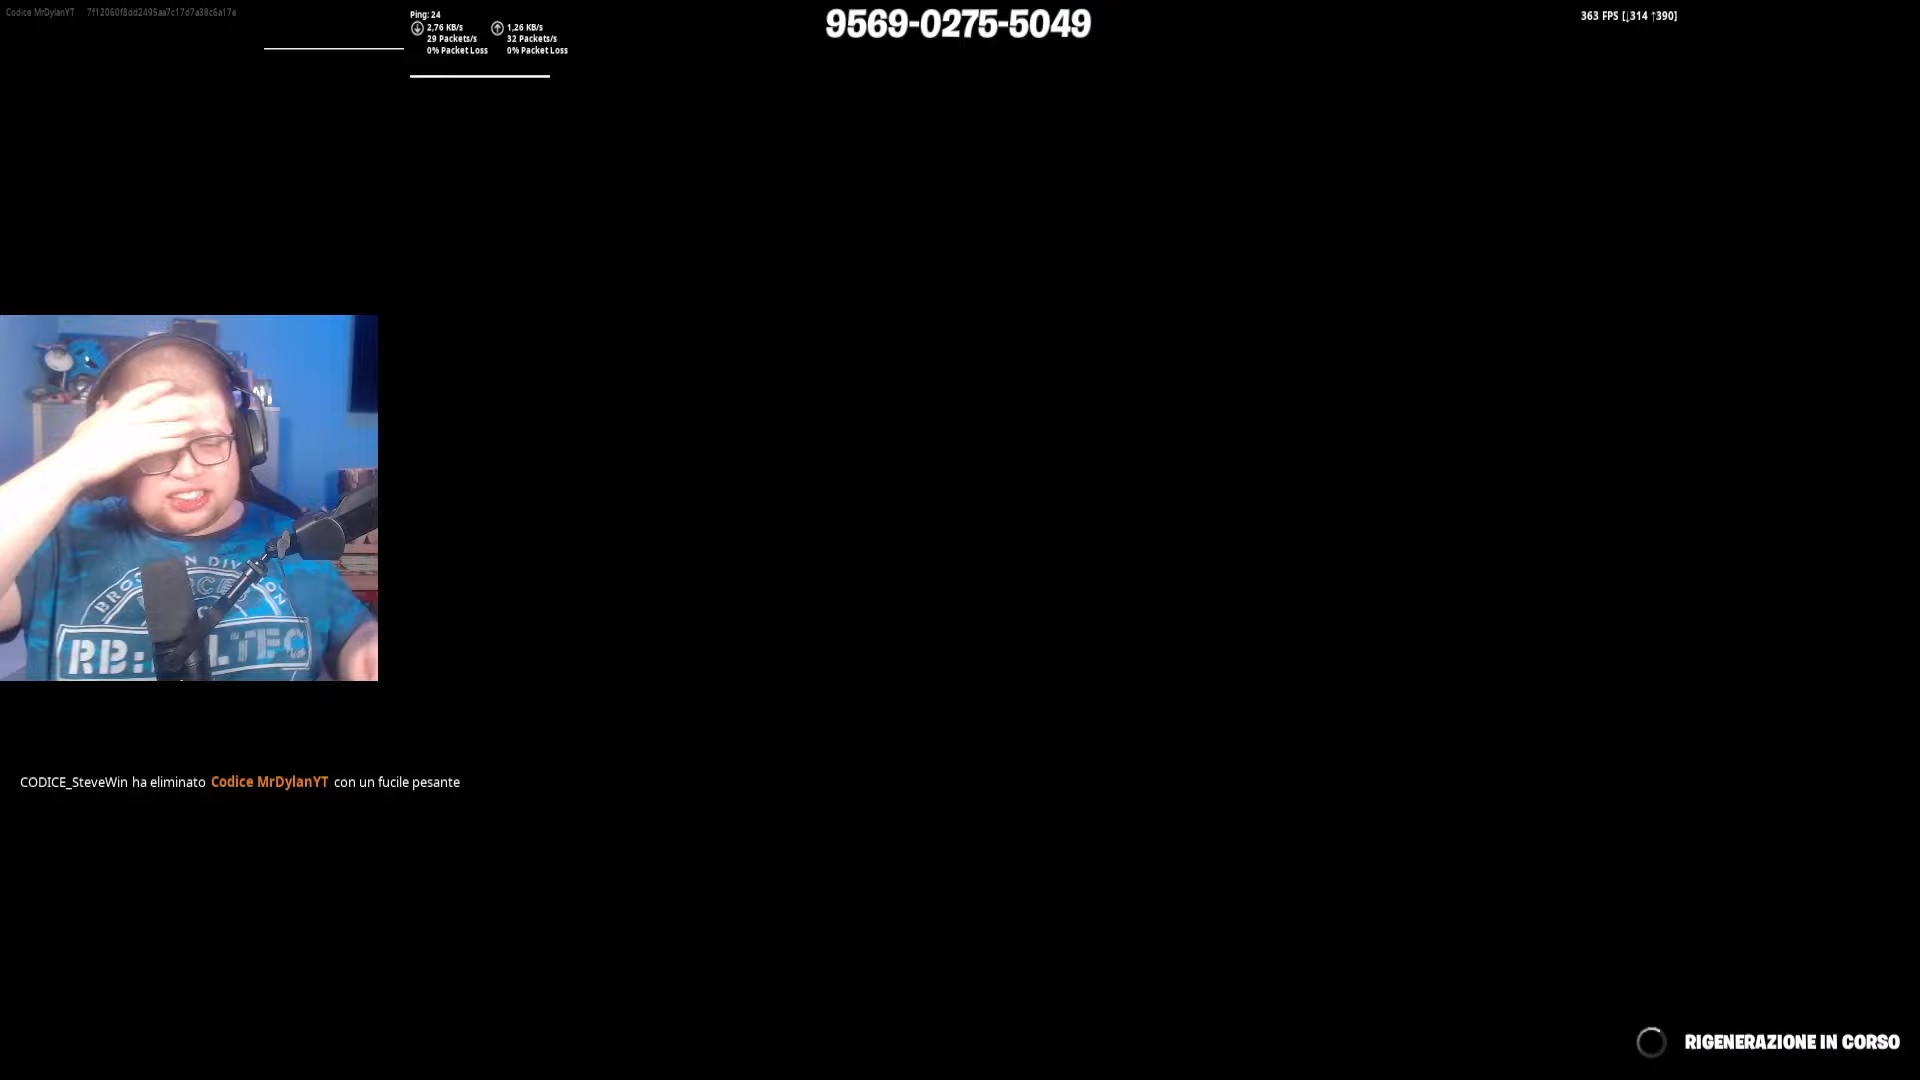 Codice MrDylanYT 7f12060f8dd2495aa7c17d7a38c6a17e
Ping: 24
2,76 KB/s 1,26 KB/s
29 Packets/s 32 Packets/s
0% Packet Loss 0% Packet Loss
9569-0275-5049
363 FPS [↓314 ↑390]
RB:
CODICE_SteveWin ha eliminato Codice MrDylanYT con un fucile pesante
RIGENERAZIONE IN CORSO